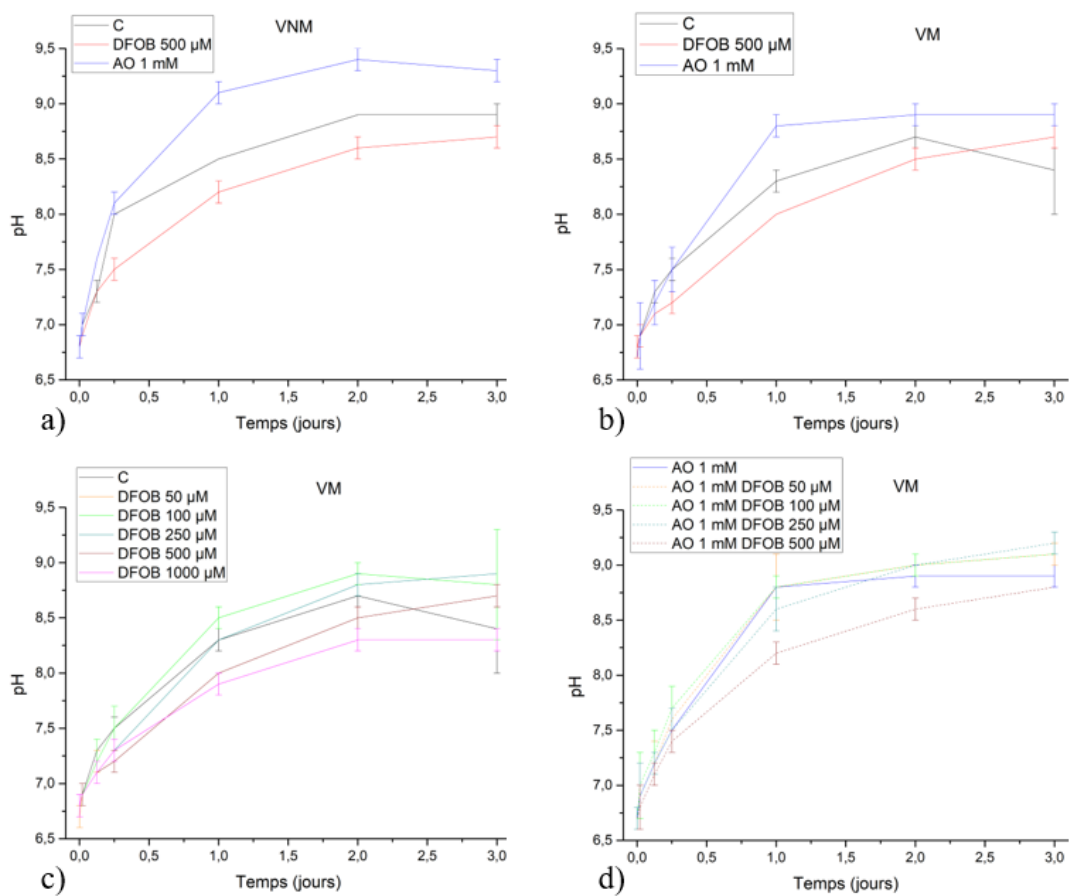 VNM
C
DFOB 500 µM
AO 1 mM
9,5
9,0
8,5
8,0
7,5
7,0
6,5
pH
0,0 0,5 1,0 1,5 2,0 2,5 3,0
Temps (jours)
a)
VM
C
DFOB 500 µM
AO 1 mM
9,5
9,0
8,5
8,0
7,5
7,0
6,5
pH
0,0 0,5 1,0 1,5 2,0 2,5 3,0
Temps (jours)
b)
VM
C
DFOB 50 µM
DFOB 100 µM
DFOB 250 µM
DFOB 500 µM
DFOB 1000 µM
9,5
9,0
8,5
8,0
7,5
7,0
6,5
pH
0,0 0,5 1,0 1,5 2,0 2,5 3,0
Temps (jours)
c)
VM
AO 1 mM
AO 1 mM DFOB 50 µM
AO 1 mM DFOB 100 µM
AO 1 mM DFOB 250 µM
AO 1 mM DFOB 500 µM
9,5
9,0
8,5
8,0
7,5
7,0
6,5
pH
0,0 0,5 1,0 1,5 2,0 2,5 3,0
Temps (jours)
d)